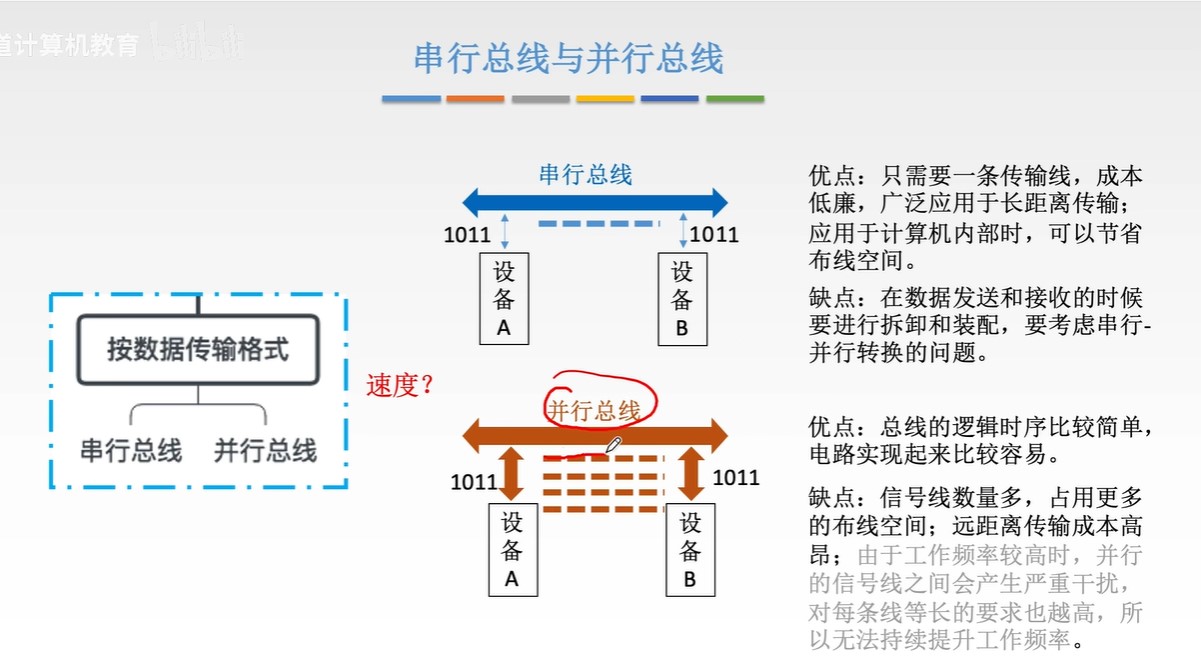 道计算机教育
串行总线与并行总线
串行总线
1011
1011
设
备
A
设
备
B
优点：只需要一条传输线，成本
低廉，广泛应用于长距离传输；
应用于计算机内部时，可以节省
布线空间。
缺点：在数据发送和接收的时候
要进行拆卸和装配，要考虑串行-
并行转换的问题。
按数据传输格式
串行总线
并行总线
速度？
并行总线
1011
1011
设
备
A
设
备
B
优点：总线的逻辑时序比较简单，
电路实现起来比较容易。
缺点：信号线数量多，占用更多
的布线空间；远距离传输成本高
昂；由于工作频率较高时，并行
的信号线之间会产生严重干扰，
对每条线等长的要求也越高，所
以无法持续提升工作频率。